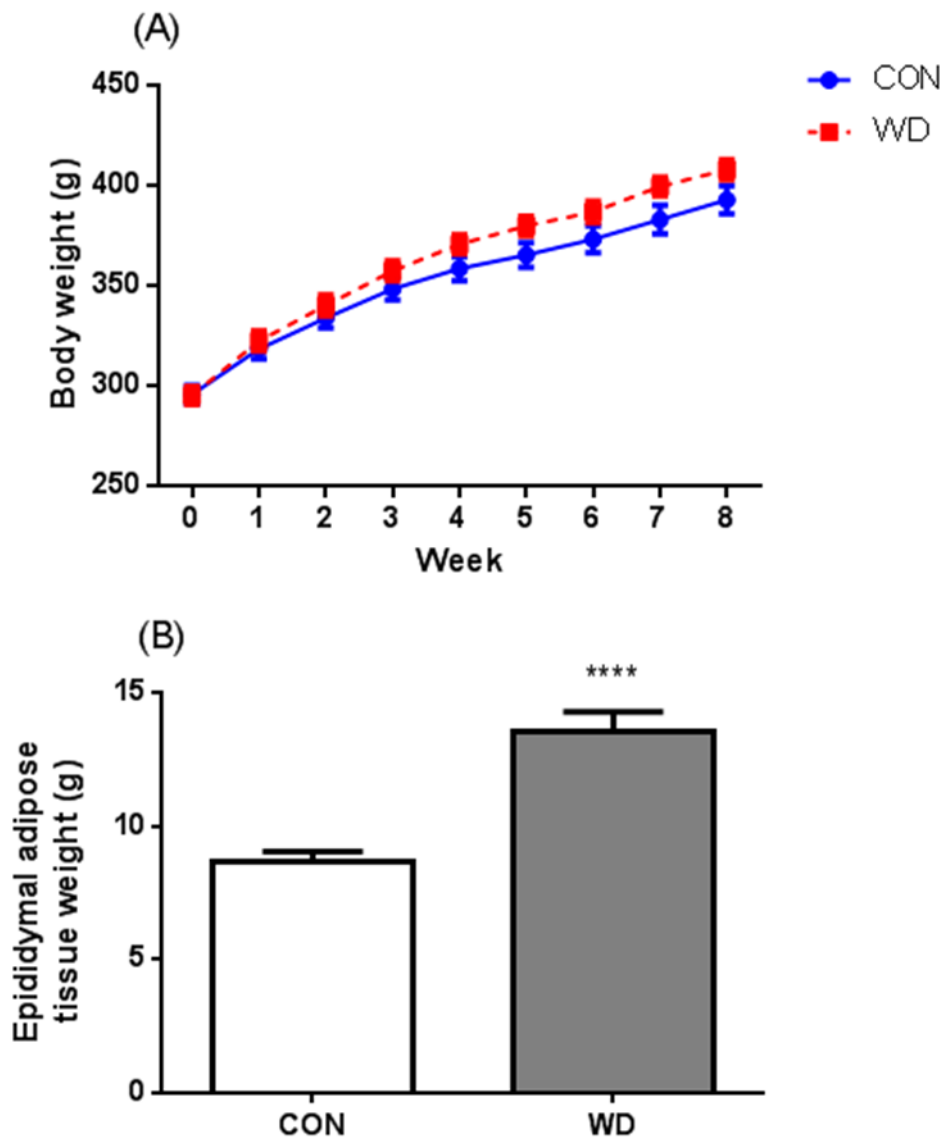 (A)
450
400
350
300
250
Body weight (g)
0 1 2 3 4 5 6 7 8
Week
CON
WD
(B)
****
15
10
5
0
Epididymal adipose
tissue weight (g)
CON WD